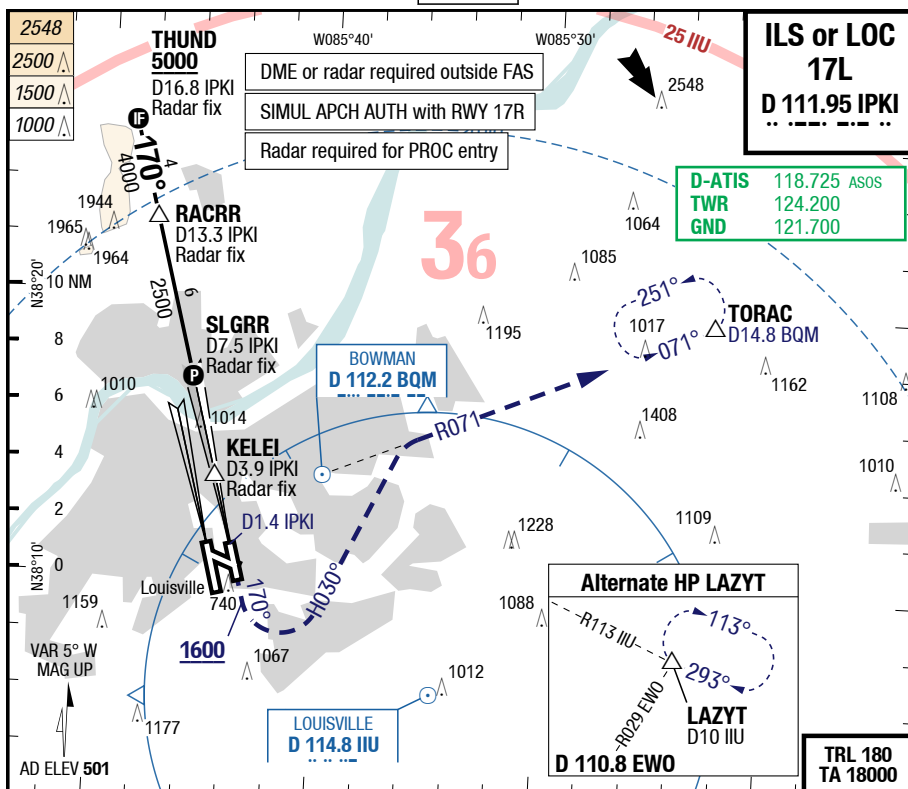 2548
2500
1500
1000
THUND
5000
D16.8 IPKI
Radar fix
W085°40'
W085°30'
25 IIU
2548
ILS or LOC
17L
D 111.95 IPKI
DME or radar required outside FAS
SIMUL APCH AUTH with RWY 17R
Radar required for PROC entry
D-ATIS 118.725 ASOS
TWR 124.200
GND 121.700
IF
170°
4
4000
1944
1965
1964
RACRR
D13.3 IPKI
Radar fix
36
1064
1085
N38°20'
10 NM
6
2500
251°
TORAC
D14.8 BQM
1017
071°
1195
8
SLGRR
D7.5 IPKI
Radar fix
P
BOWMAN
D 112.2 BQM
1162
1108
6
1010
1014
R071
1408
4
KELEI
D3.9 IPKI
Radar fix
1010
2
D1.4 IPKI
1228
1109
N38°10'
0
Louisville
740
170°
H030°
1159
1088
1600
1067
VAR 5° W
MAG UP
1012
1177
LOUISVILLE
D 114.8 IIU
AD ELEV 501
Alternate HP LAZYT
R113 IIU
113°
293°
R029 EWO
LAZYT
D10 IIU
D 110.8 EWO
TRL 180
TA 18000